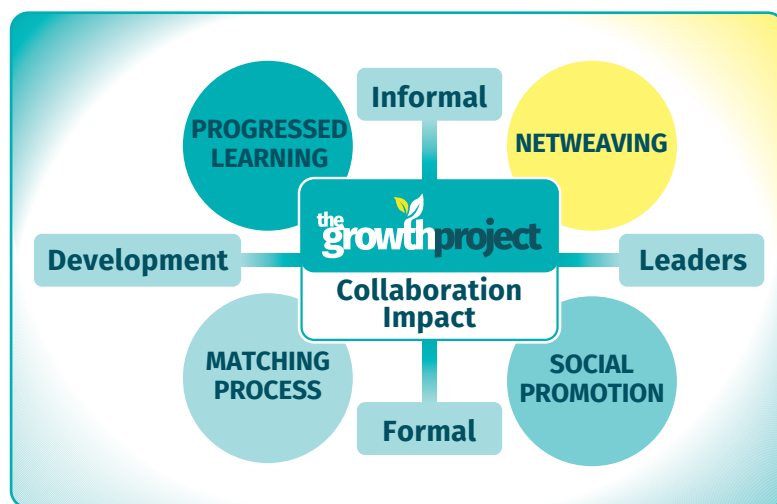 Informal
PROGRESSED
LEARNING
NETWEAVING
the
growthproject
Development
Leaders
Collaboration
Impact
MATCHING
PROCESS
SOCIAL
PROMOTION
Formal